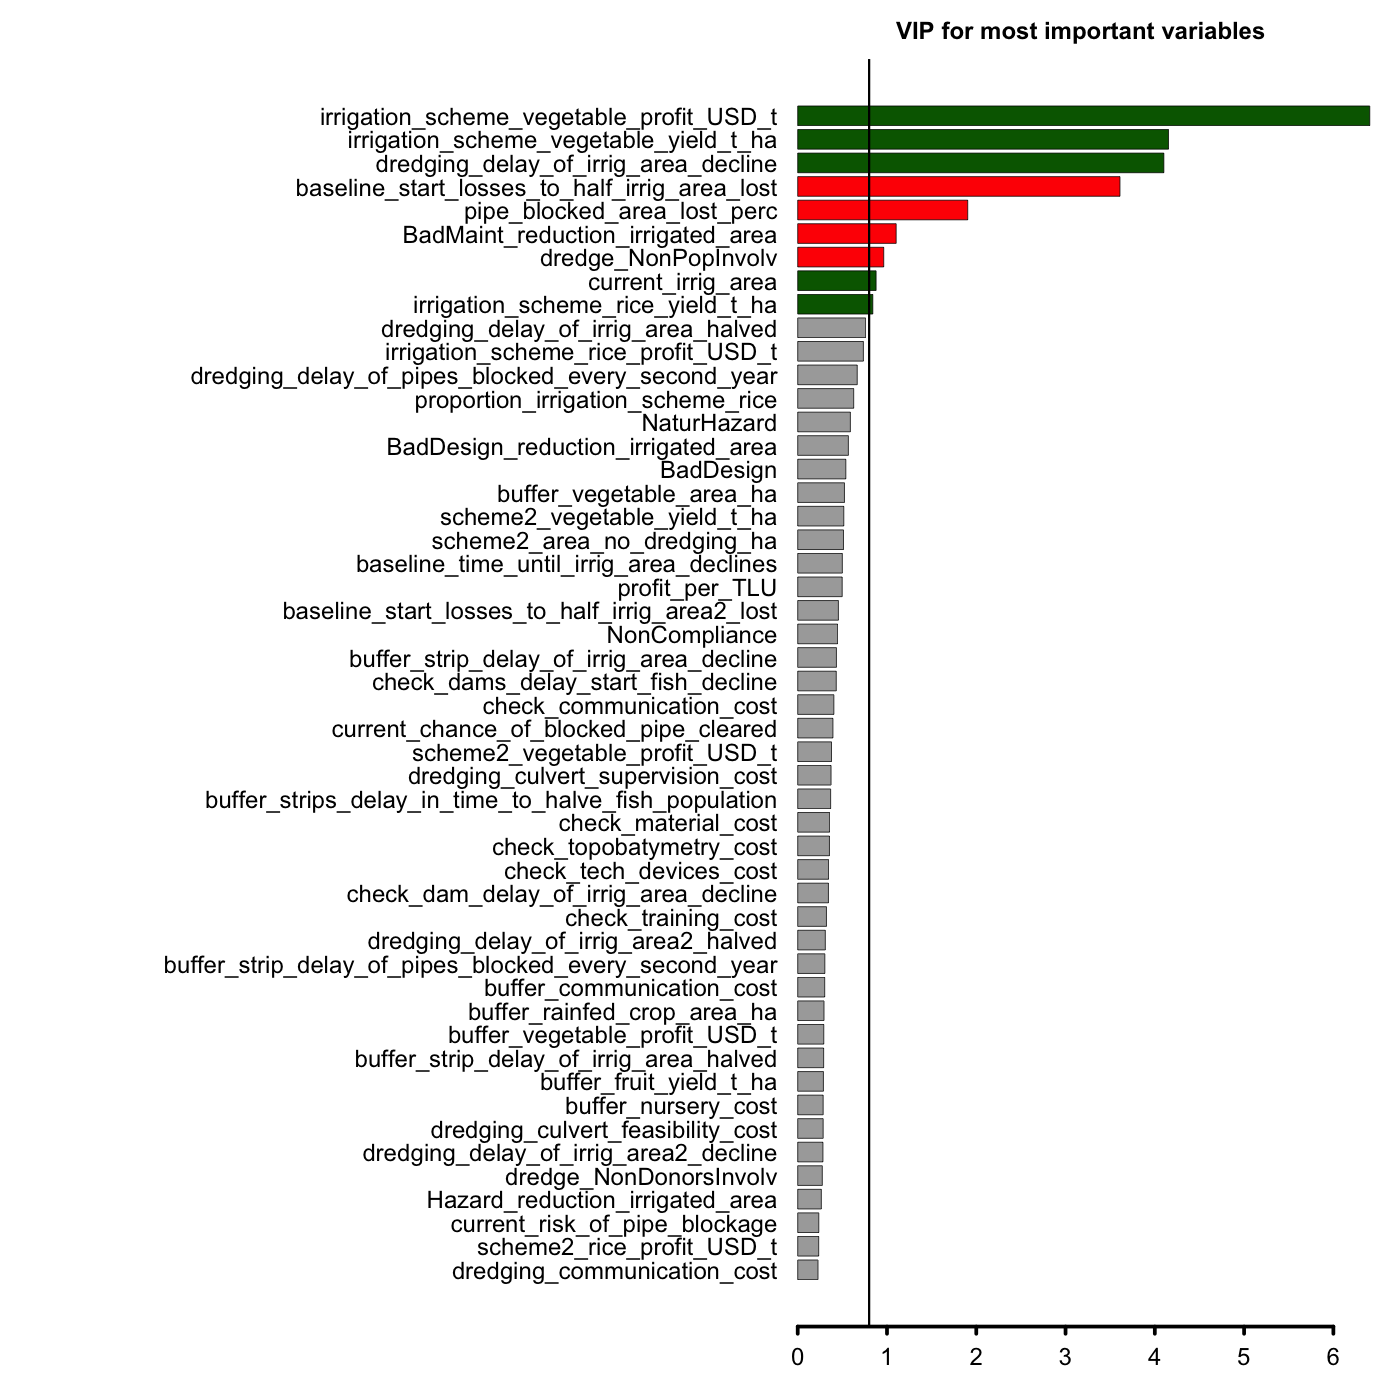 VIP for most important variables
irrigation_scheme_vegetable_profit_USD_t
irrigation_scheme_vegetable_yield_t_ha
dredging_delay_of_irrig_area_decline
baseline_start_losses_to_half_irrig_area_lost
pipe_blocked_area_lost_perc
BadMaint_reduction_irrigated_area
dredge_NonPopInvolv
current_irrig_area
irrigation_scheme_rice_yield_t_ha
dredging_delay_of_irrig_area_halved
irrigation_scheme_rice_profit_USD_t
dredging_delay_of_pipes_blocked_every_second_year
proportion_irrigation_scheme_rice
NaturHazard
BadDesign_reduction_irrigated_area
BadDesign
buffer_vegetable_area_ha
scheme2_vegetable_yield_t_ha
scheme2_area_no_dredging_ha
baseline_time_until_irrig_area_declines
profit_per_TLU
baseline_start_losses_to_half_irrig_area2_lost
NonCompliance
buffer_strip_delay_of_irrig_area_decline
check_dams_delay_start_fish_decline
check_communication_cost
current_chance_of_blocked_pipe_cleared
scheme2_vegetable_profit_USD_t
dredging_culvert_supervision_cost
buffer_strips_delay_in_time_to_halve_fish_population
check_material_cost
check_topobatymetry_cost
check_tech_devices_cost
check_dam_delay_of_irrig_area_decline
check_training_cost
dredging_delay_of_irrig_area2_halved
buffer_strip_delay_of_pipes_blocked_every_second_year
buffer_communication_cost
buffer_rainfed_crop_area_ha
buffer_vegetable_profit_USD_t
buffer_strip_delay_of_irrig_area_halved
buffer_fruit_yield_t_ha
buffer_nursery_cost
dredging_culvert_feasibility_cost
dredging_delay_of_irrig_area2_decline
dredge_NonDonorsInvolv
Hazard_reduction_irrigated_area
current_risk_of_pipe_blockage
scheme2_rice_profit_USD_t
dredging_communication_cost
0 1 2 3 4 5 6